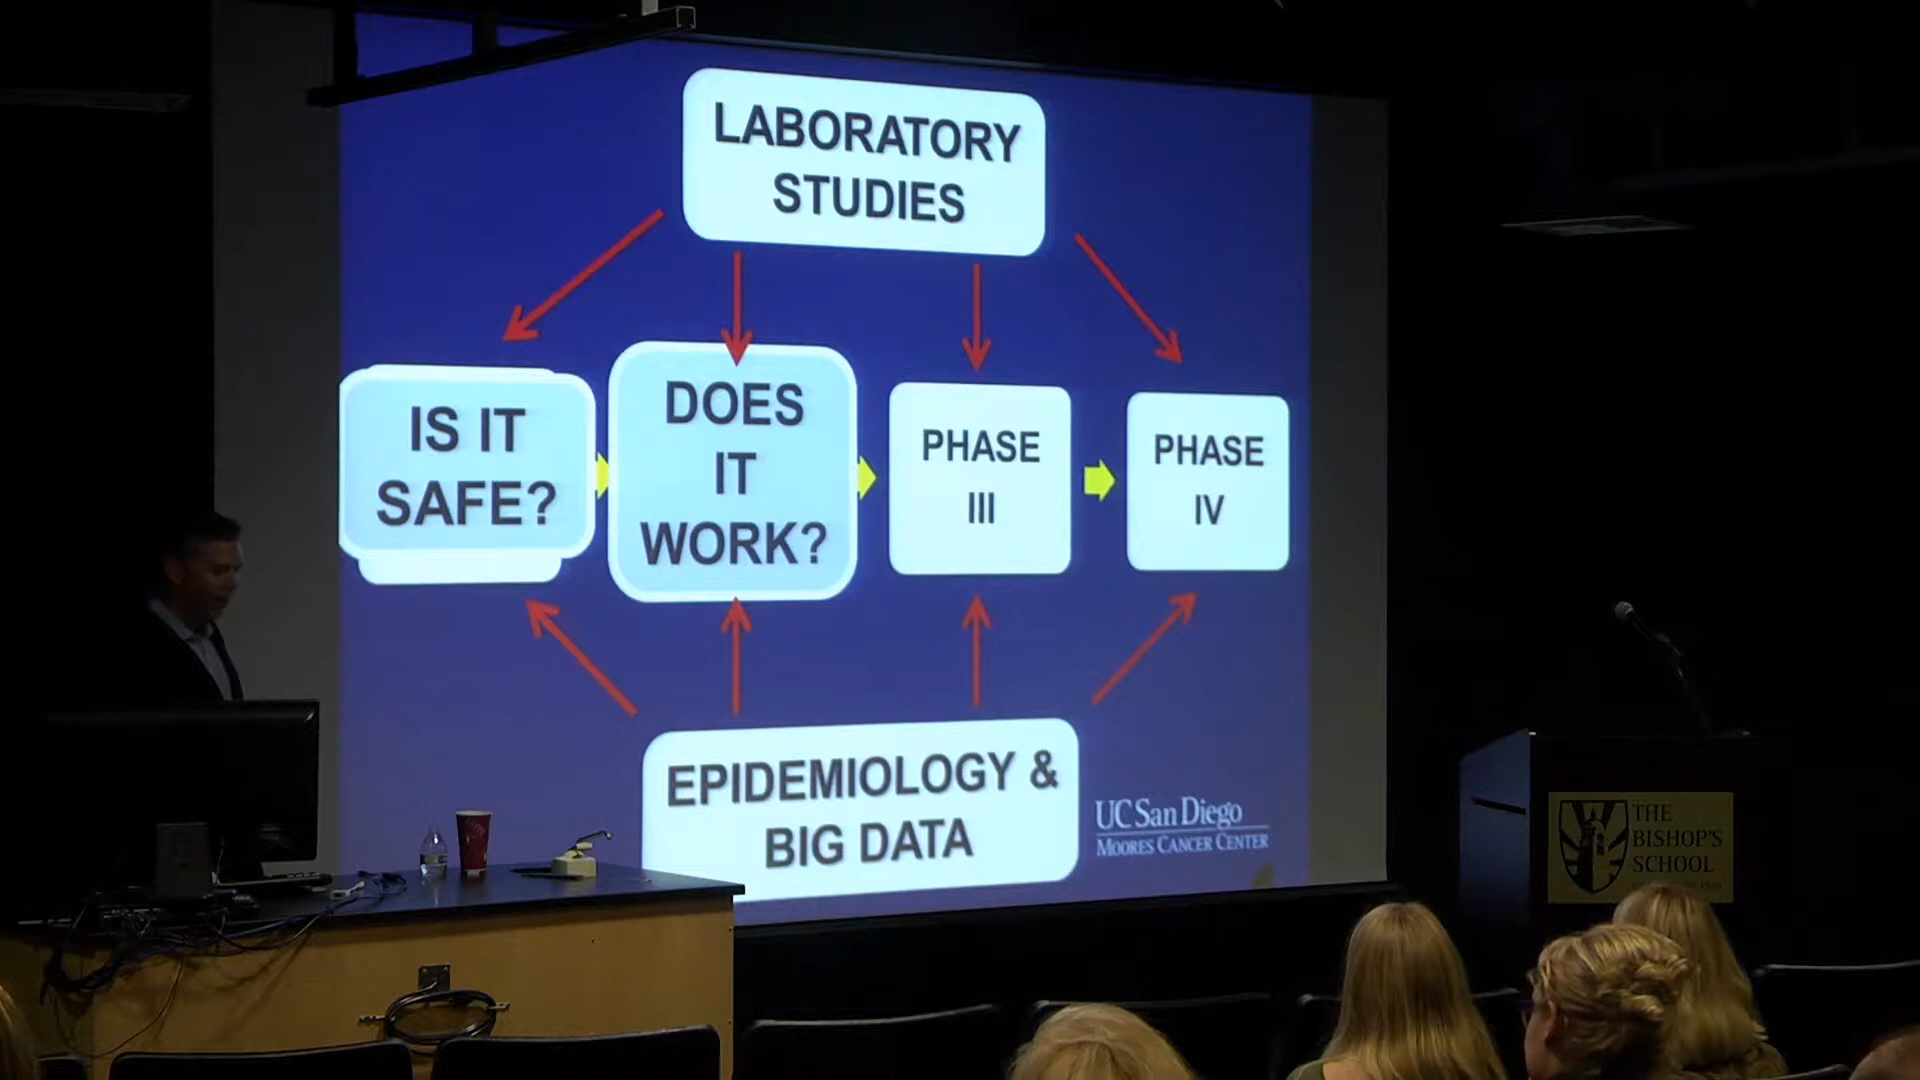 LABORATORY
STUDIES
IS IT
SAFE?
DOES
IT
WORK?
PHASE
III
PHASE
IV
EPIDEMIOLOGY &
BIG DATA
UC San Diego
MOORES CANCER CENTER
THE
BISHOP'S
SCHOOL